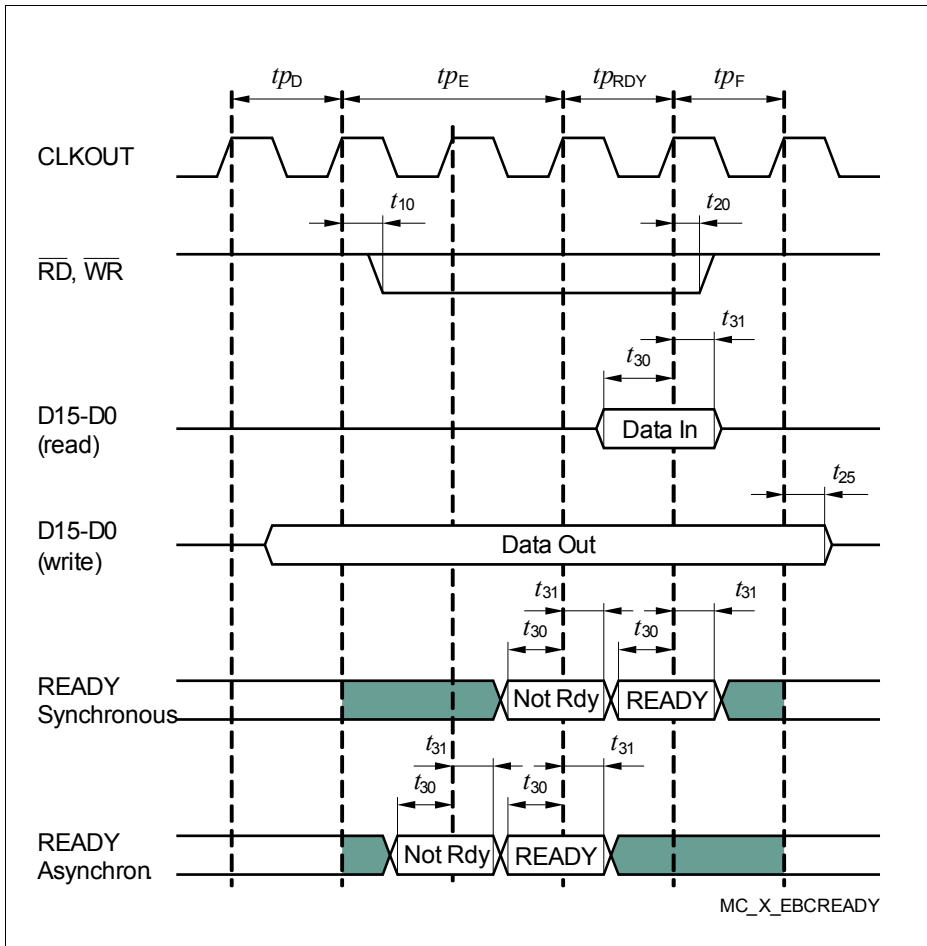 tpD tpE tpRDY tpF
CLKOUT
t10 t20
RD, WR
t31
t30
D15-D0
(read)
Data In
t25
D15-D0
(write)
Data Out
t31 t31
t30 t30
READY
Synchronous
Not Rdy READY
t31 t31
t30 t30
READY
Asynchron.
Not Rdy READY
MC_X_EBCREADY